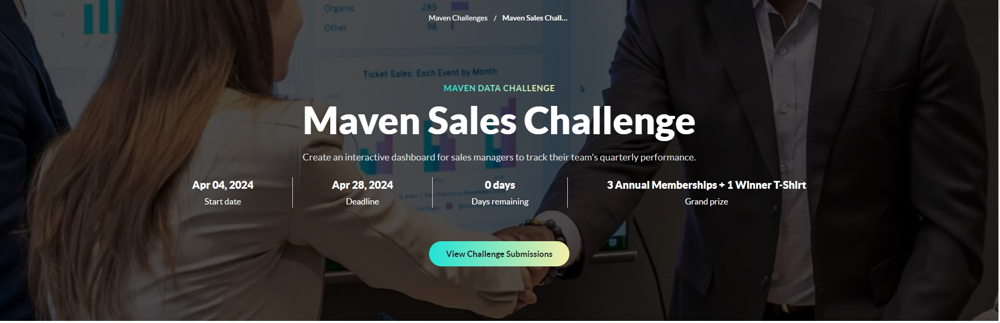 Organic 289
Other 98
Maven Challenges / Maven Sales Chall...
Ticket Sales: Each Event by Month
MAVEN DATA CHALLENGE
Maven Sales Challenge
Create an interactive dashboard for sales managers to track their team's quarterly performance.
Apr 04, 2024
Start date
Apr 28, 2024
Deadline
0 days
Days remaining
3 Annual Memberships + 1 Winner T-Shirt
Grand prize
View Challenge Submissions